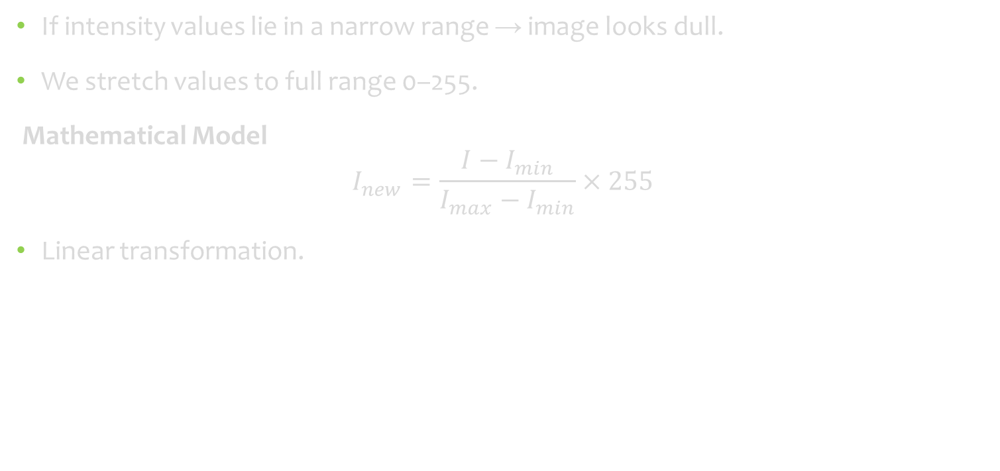 • If intensity values lie in a narrow range → image looks dull.
• We stretch values to full range 0–255.
Mathematical Model
I_{new} = \frac{I - I_{min}}{I_{max} - I_{min}} × 255
• Linear transformation.